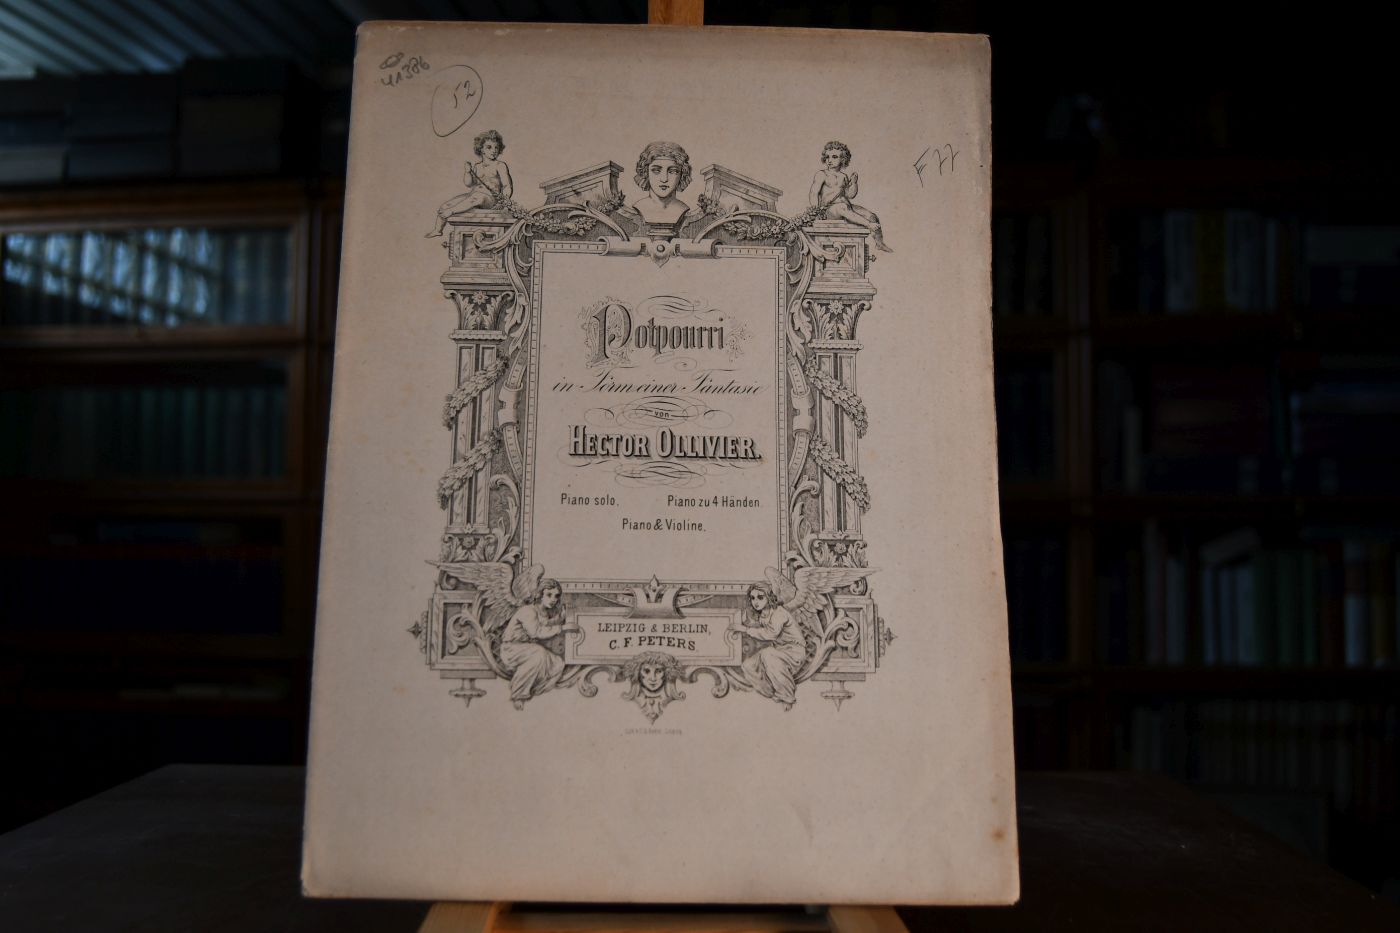 41386
52
F 77
Potpourri
in Form einer Fantasie
von
HECTOR OLLIVIER.
Piano solo. Piano zu 4 Händen.
Piano & Violine.
LEIPZIG & BERLIN,
C. F. PETERS